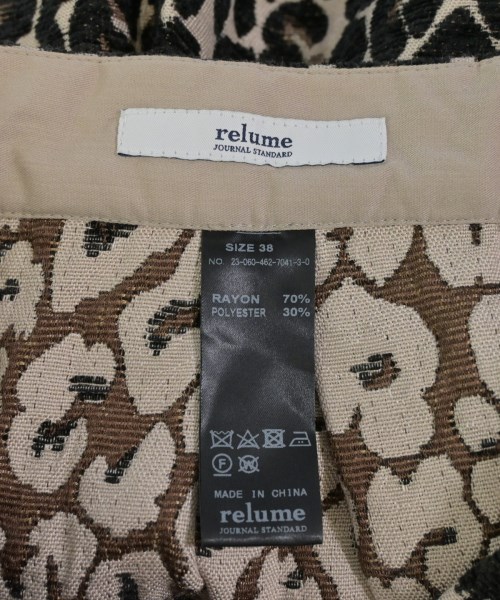 relume
JOURNAL STANDARD
SIZE 38
NO. 23-060-462-7041-3-0
RAYON 70%
POLYESTER 30%
MADE IN CHINA
relume
JOURNAL STANDARD